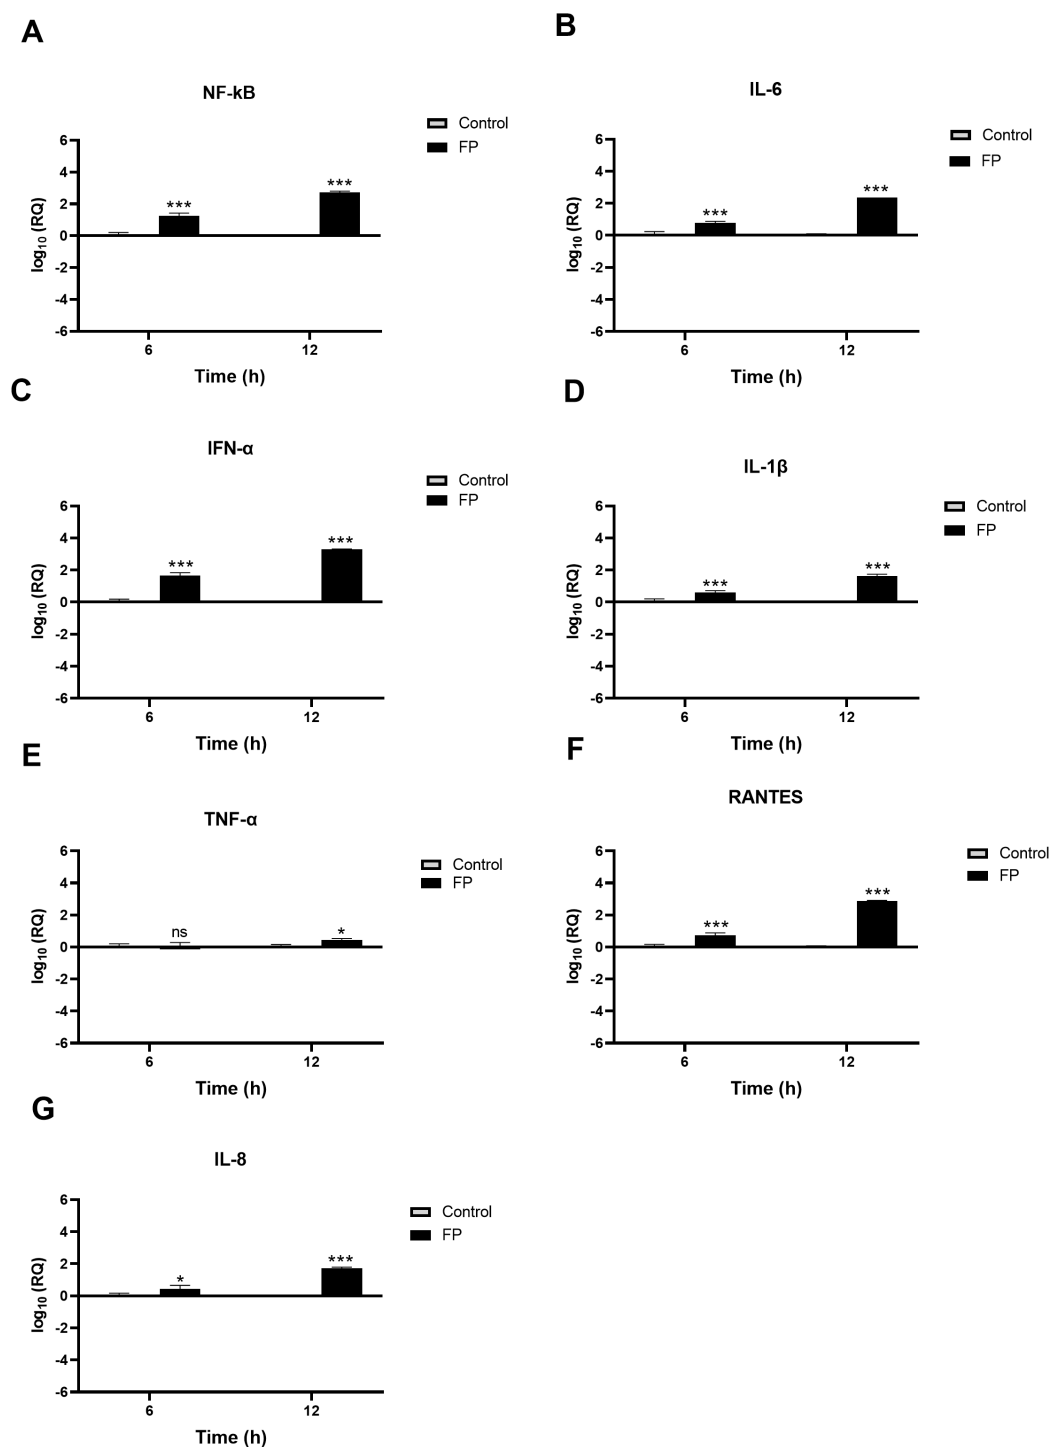 A
NF-kB
Control
FP
6
4
2
0
-2
-4
-6
log10 (RQ)
***
***
6
12
Time (h)
B
IL-6
Control
FP
6
4
2
0
-2
-4
-6
log10 (RQ)
***
***
6
12
Time (h)
C
IFN-α
Control
FP
6
4
2
0
-2
-4
-6
log10 (RQ)
***
***
6
12
Time (h)
D
IL-1β
Control
FP
6
4
2
0
-2
-4
-6
log10 (RQ)
***
***
6
12
Time (h)
E
TNF-α
Control
FP
6
4
2
0
-2
-4
-6
log10 (RQ)
ns
*
6
12
Time (h)
F
RANTES
Control
FP
6
4
2
0
-2
-4
-6
log10 (RQ)
***
***
6
12
Time (h)
G
IL-8
Control
FP
6
4
2
0
-2
-4
-6
log10 (RQ)
*
***
6
12
Time (h)